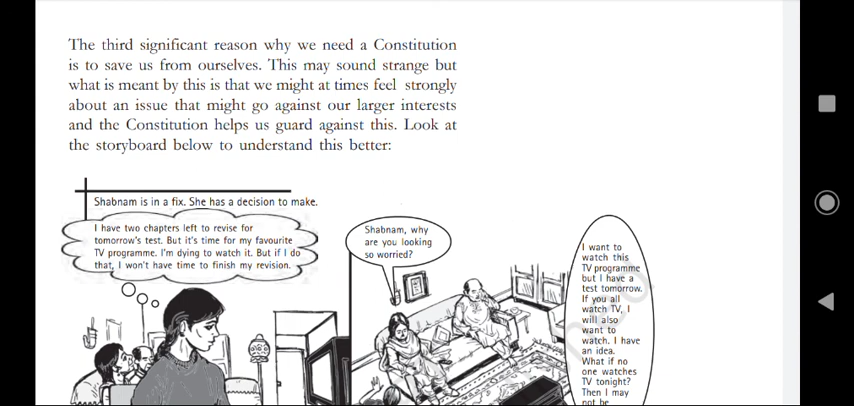 The third significant reason why we need a Constitution
is to save us from ourselves. This may sound strange but
what is meant by this is that we might at times feel strongly
about an issue that might go against our larger interests
and the Constitution helps us guard against this. Look at
the storyboard below to understand this better:
Shabnam is in a fix. She has a decision to make.
I have two chapters left to revise for
tomorrow's test. But it's time for my favourite
TV programme. I'm dying to watch it. But if I do
that, I won't have time to finish my revision.
Shabnam, why
are you looking
so worried?
I want to
watch this
TV programme
but I have a
test tomorrow.
If you all
watch TV, I
will also
want to
watch. I have
an idea.
What if no
one watches
TV tonight?
Then I may
not be